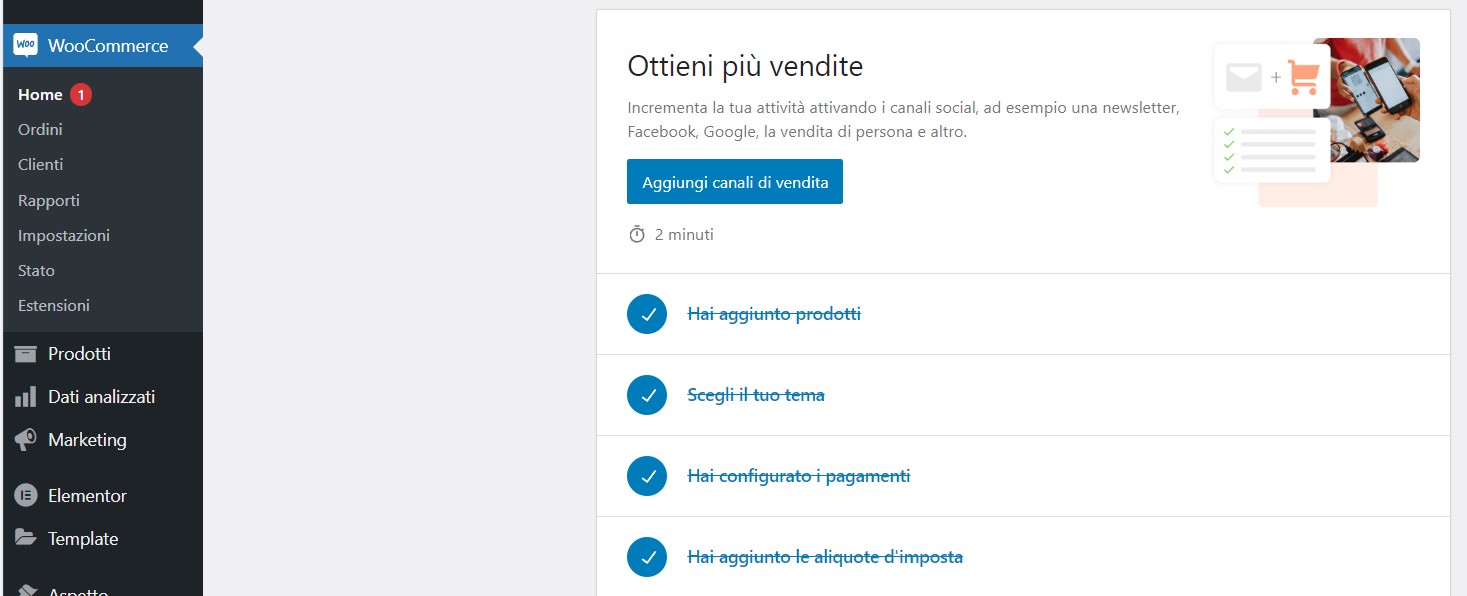 WooCommerce
Home 1
Ordini
Clienti
Rapporti
Impostazioni
Stato
Estensioni
Prodotti
Dati analizzati
Marketing
Elementor
Template
Aspetto
Ottieni più vendite
Incrementa la tua attività attivando i canali social, ad esempio una newsletter,
Facebook, Google, la vendita di persona e altro.
Aggiungi canali di vendita
2 minuti
Hai aggiunto prodotti
Scegli il tuo tema
Hai configurato i pagamenti
Hai aggiunto le aliquote d'imposta